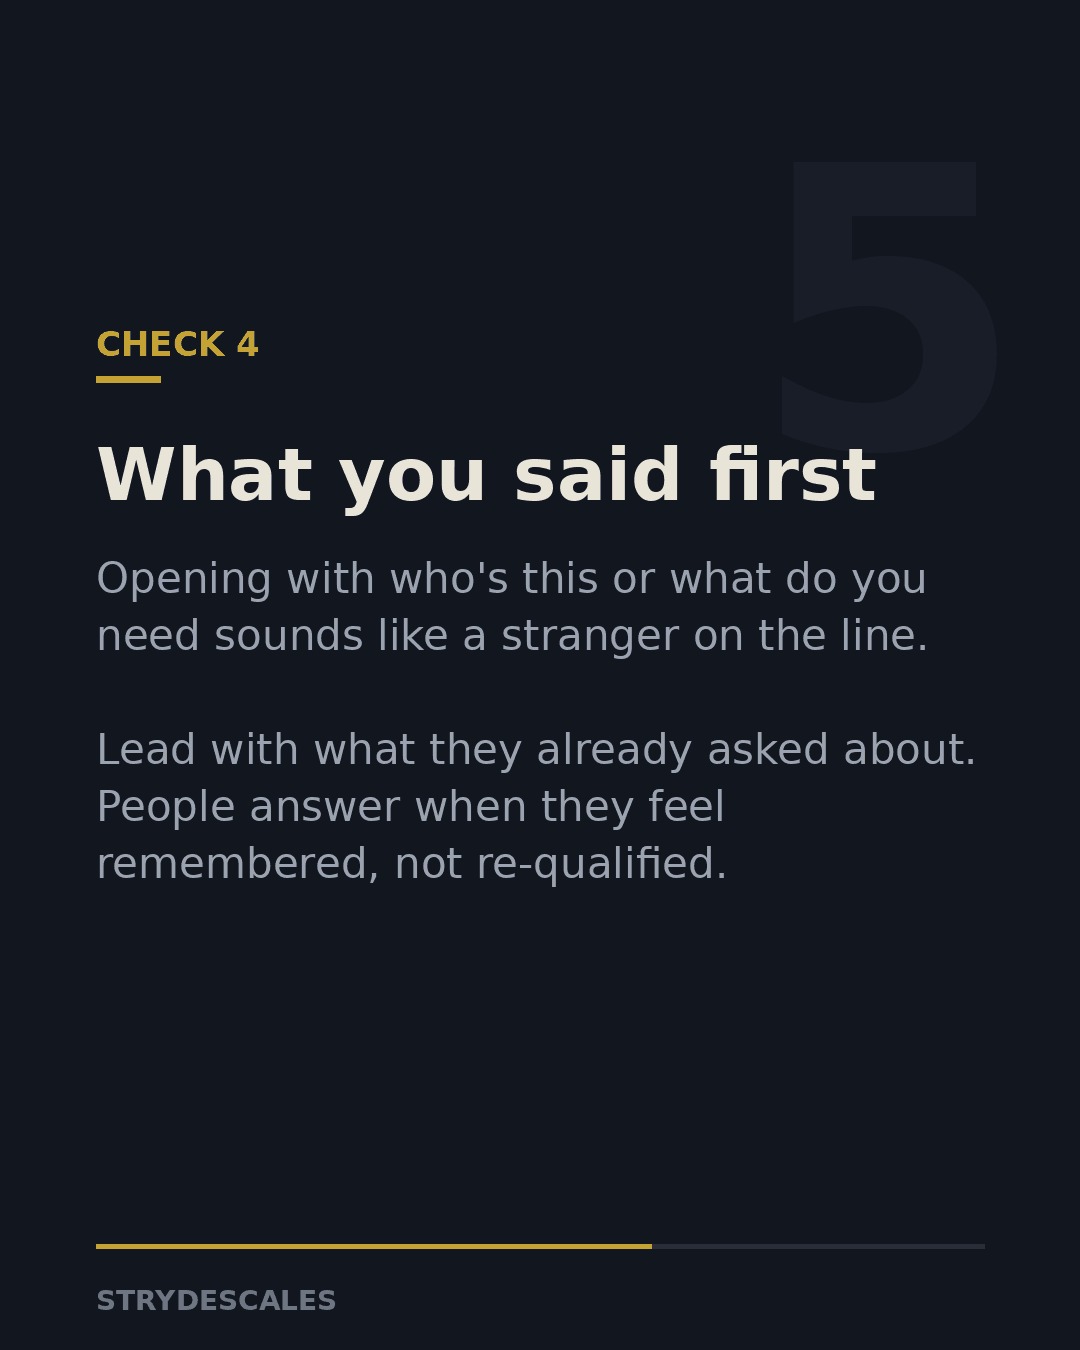 5
CHECK 4
What you said first
Opening with who's this or what do you
need sounds like a stranger on the line.
Lead with what they already asked about.
People answer when they feel
remembered, not re-qualified.
STRYDESCALES